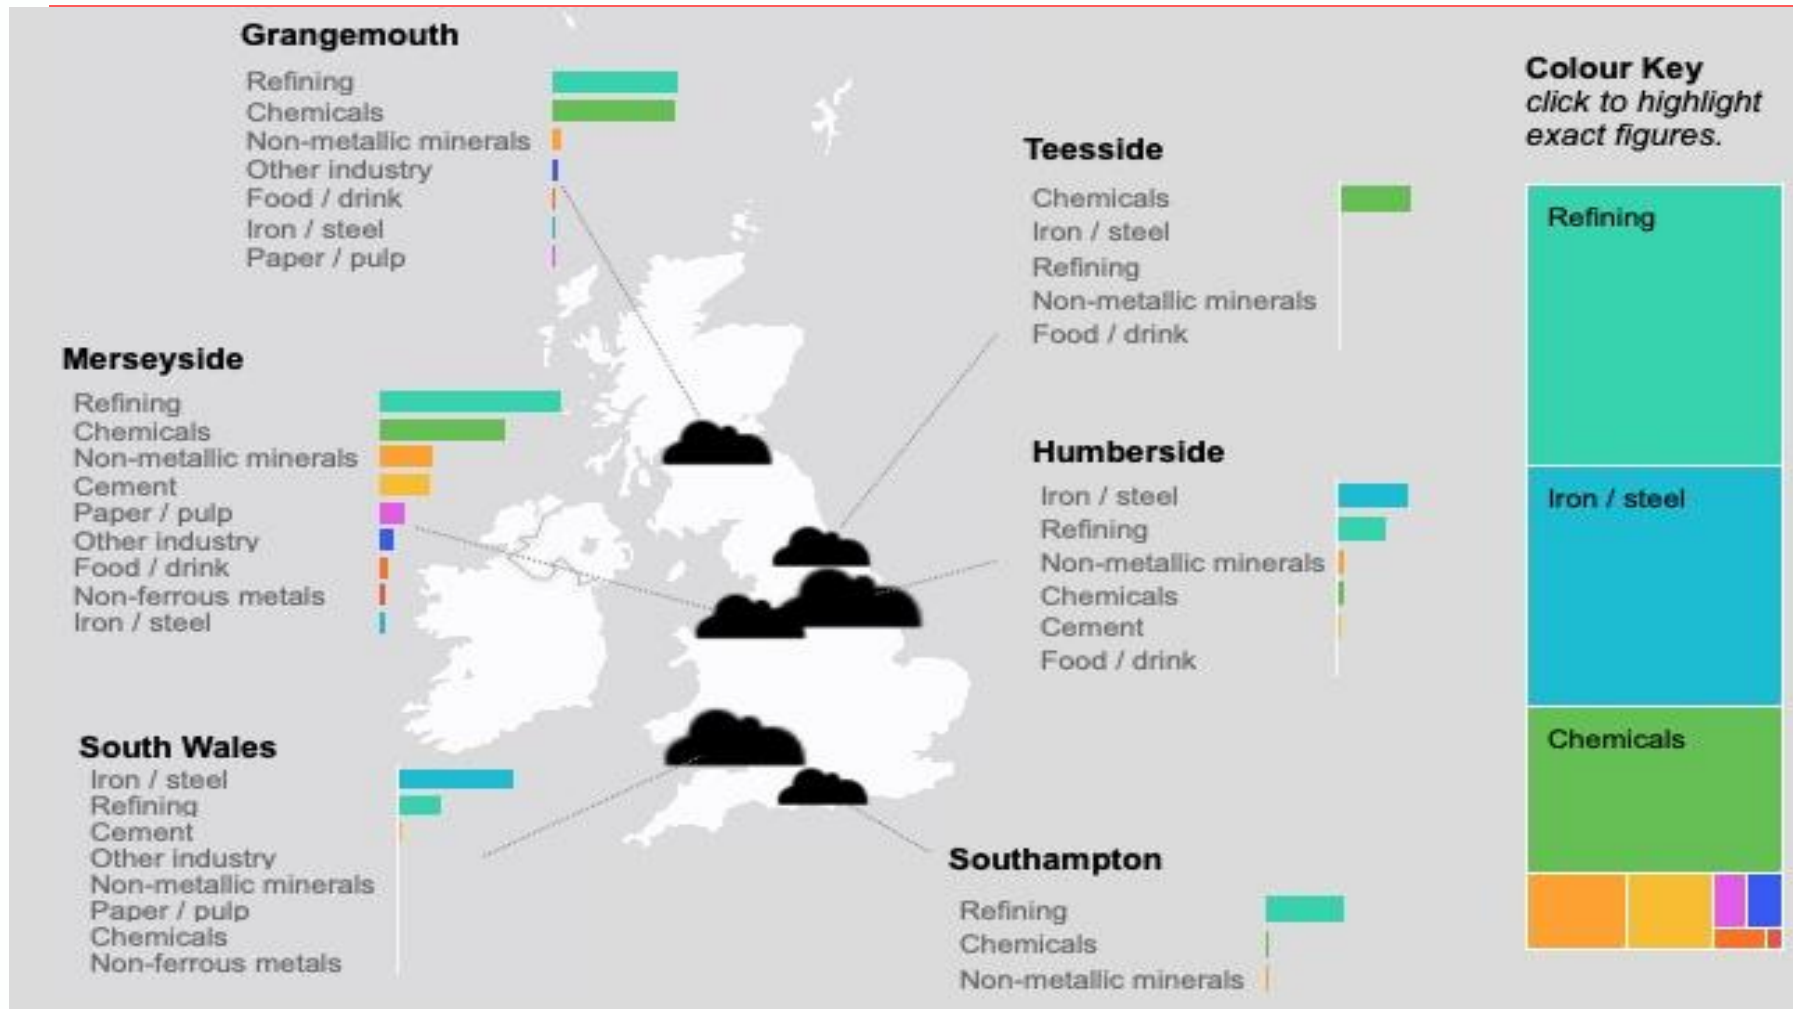 Grangemouth
Refining
Chemicals
Non-metallic minerals
Other industry
Food / drink
Iron / steel
Paper / pulp
Merseyside
Refining
Chemicals
Non-metallic minerals
Cement
Paper / pulp
Other industry
Food / drink
Non-ferrous metals
Iron / steel
South Wales
Iron / steel
Refining
Cement
Other industry
Non-metallic minerals
Paper / pulp
Chemicals
Non-ferrous metals
Teesside
Chemicals
Iron / steel
Refining
Non-metallic minerals
Food / drink
Humberside
Iron / steel
Refining
Non-metallic minerals
Chemicals
Cement
Food / drink
Southampton
Refining
Chemicals
Non-metallic minerals
Colour Key
click to highlight
exact figures.
Refining
Iron / steel
Chemicals